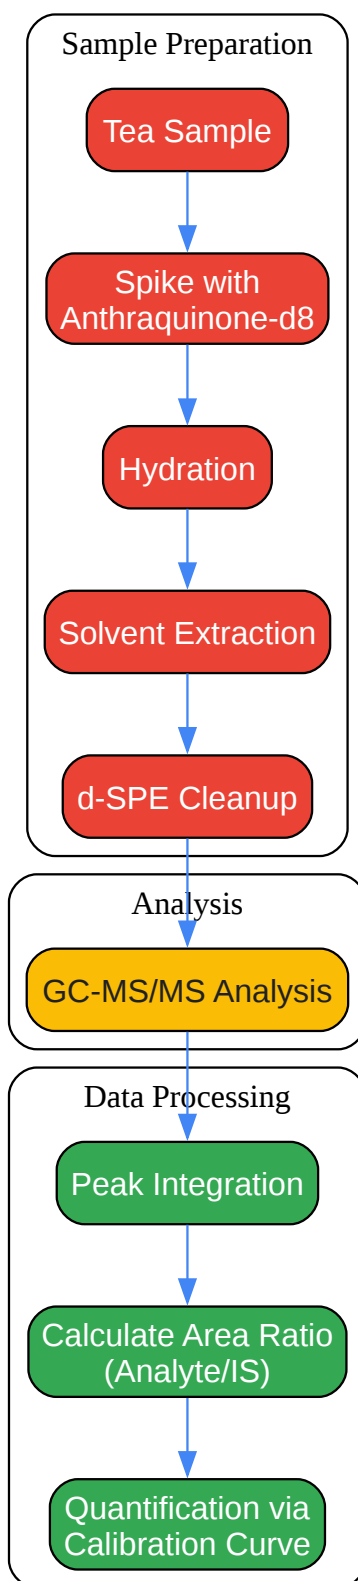 Sample Preparation
Tea Sample
Spike with
Anthraquinone-d8
Hydration
Solvent Extraction
d-SPE Cleanup
Analysis
GC-MS/MS Analysis
Data Processing
Peak Integration
Calculate Area Ratio
(Analyte/IS)
Quantification via
Calibration Curve